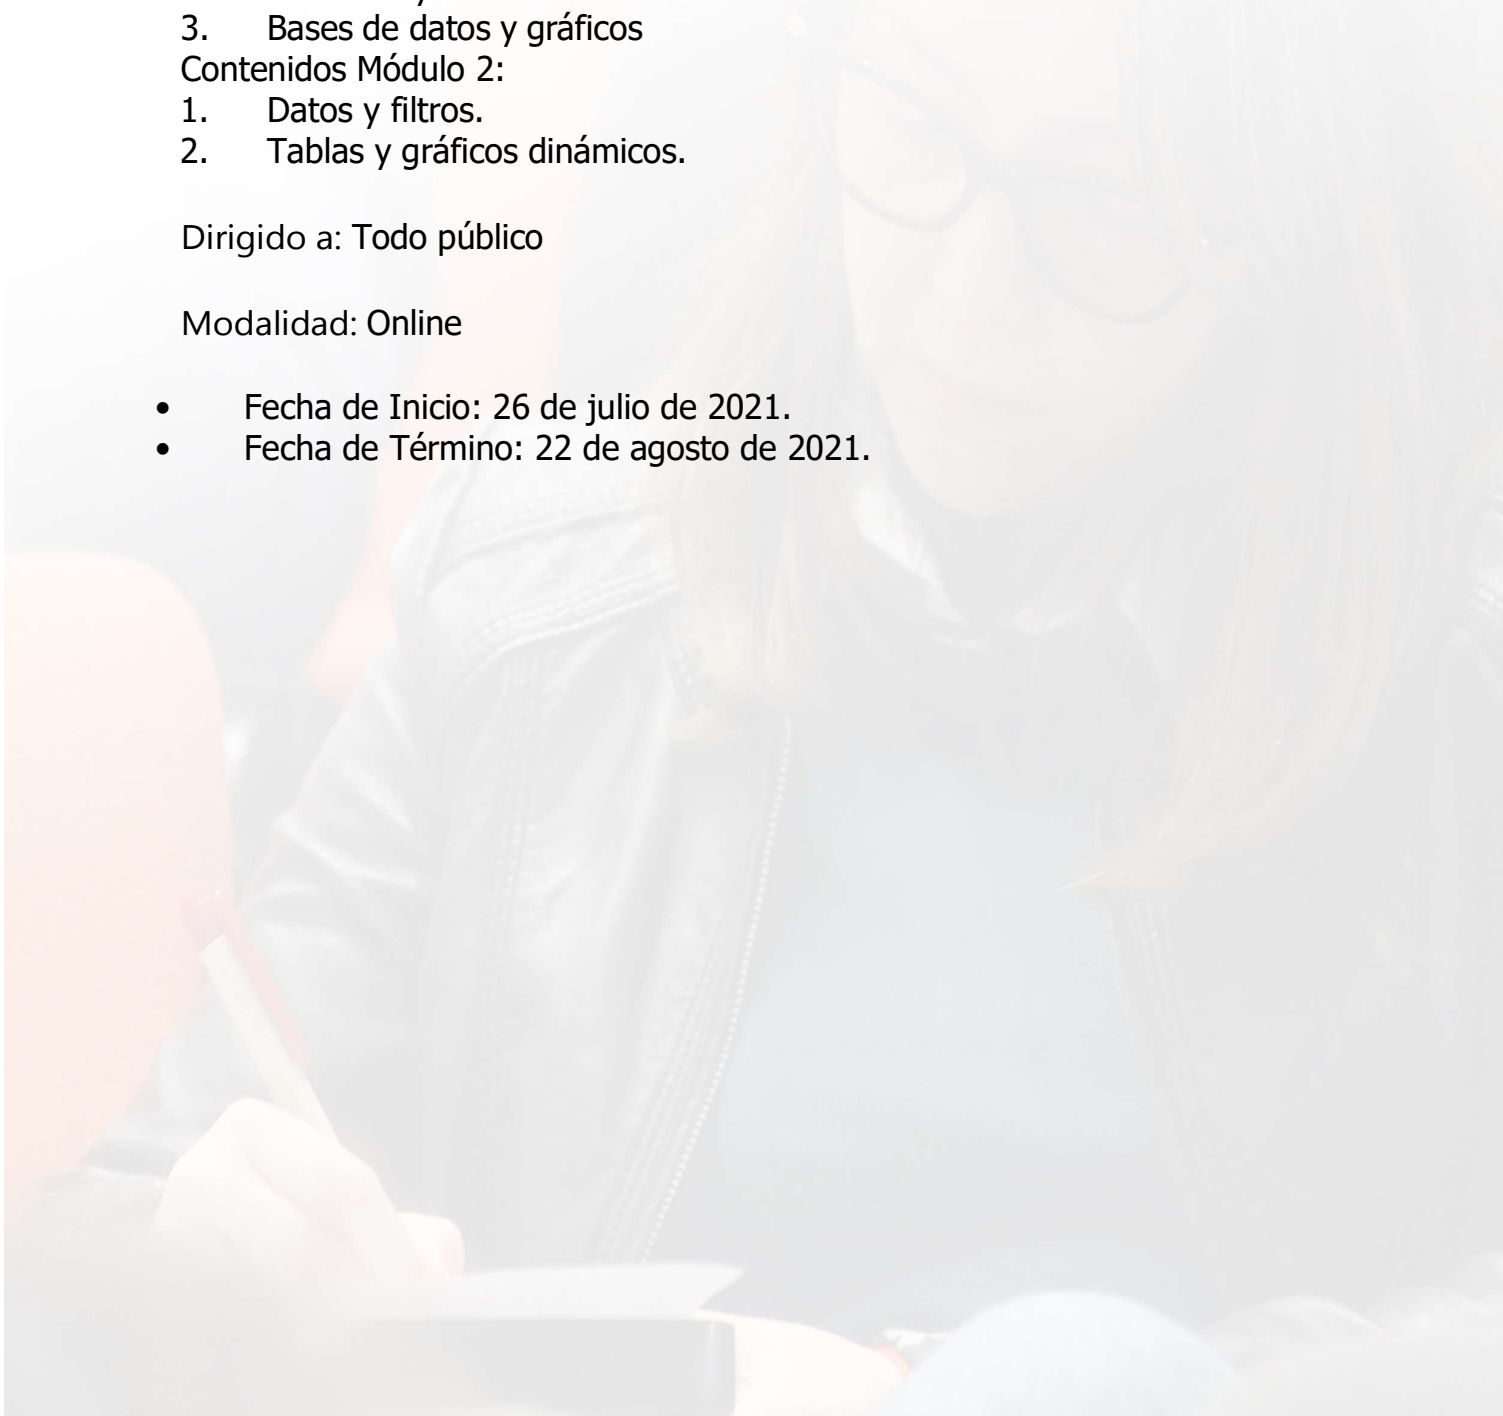 3. Bases de datos y gráficos
Contenidos Módulo 2:
1. Datos y filtros.
2. Tablas y gráficos dinámicos.
Dirigido a: Todo público
Modalidad: Online
• Fecha de Inicio: 26 de julio de 2021.
• Fecha de Término: 22 de agosto de 2021.